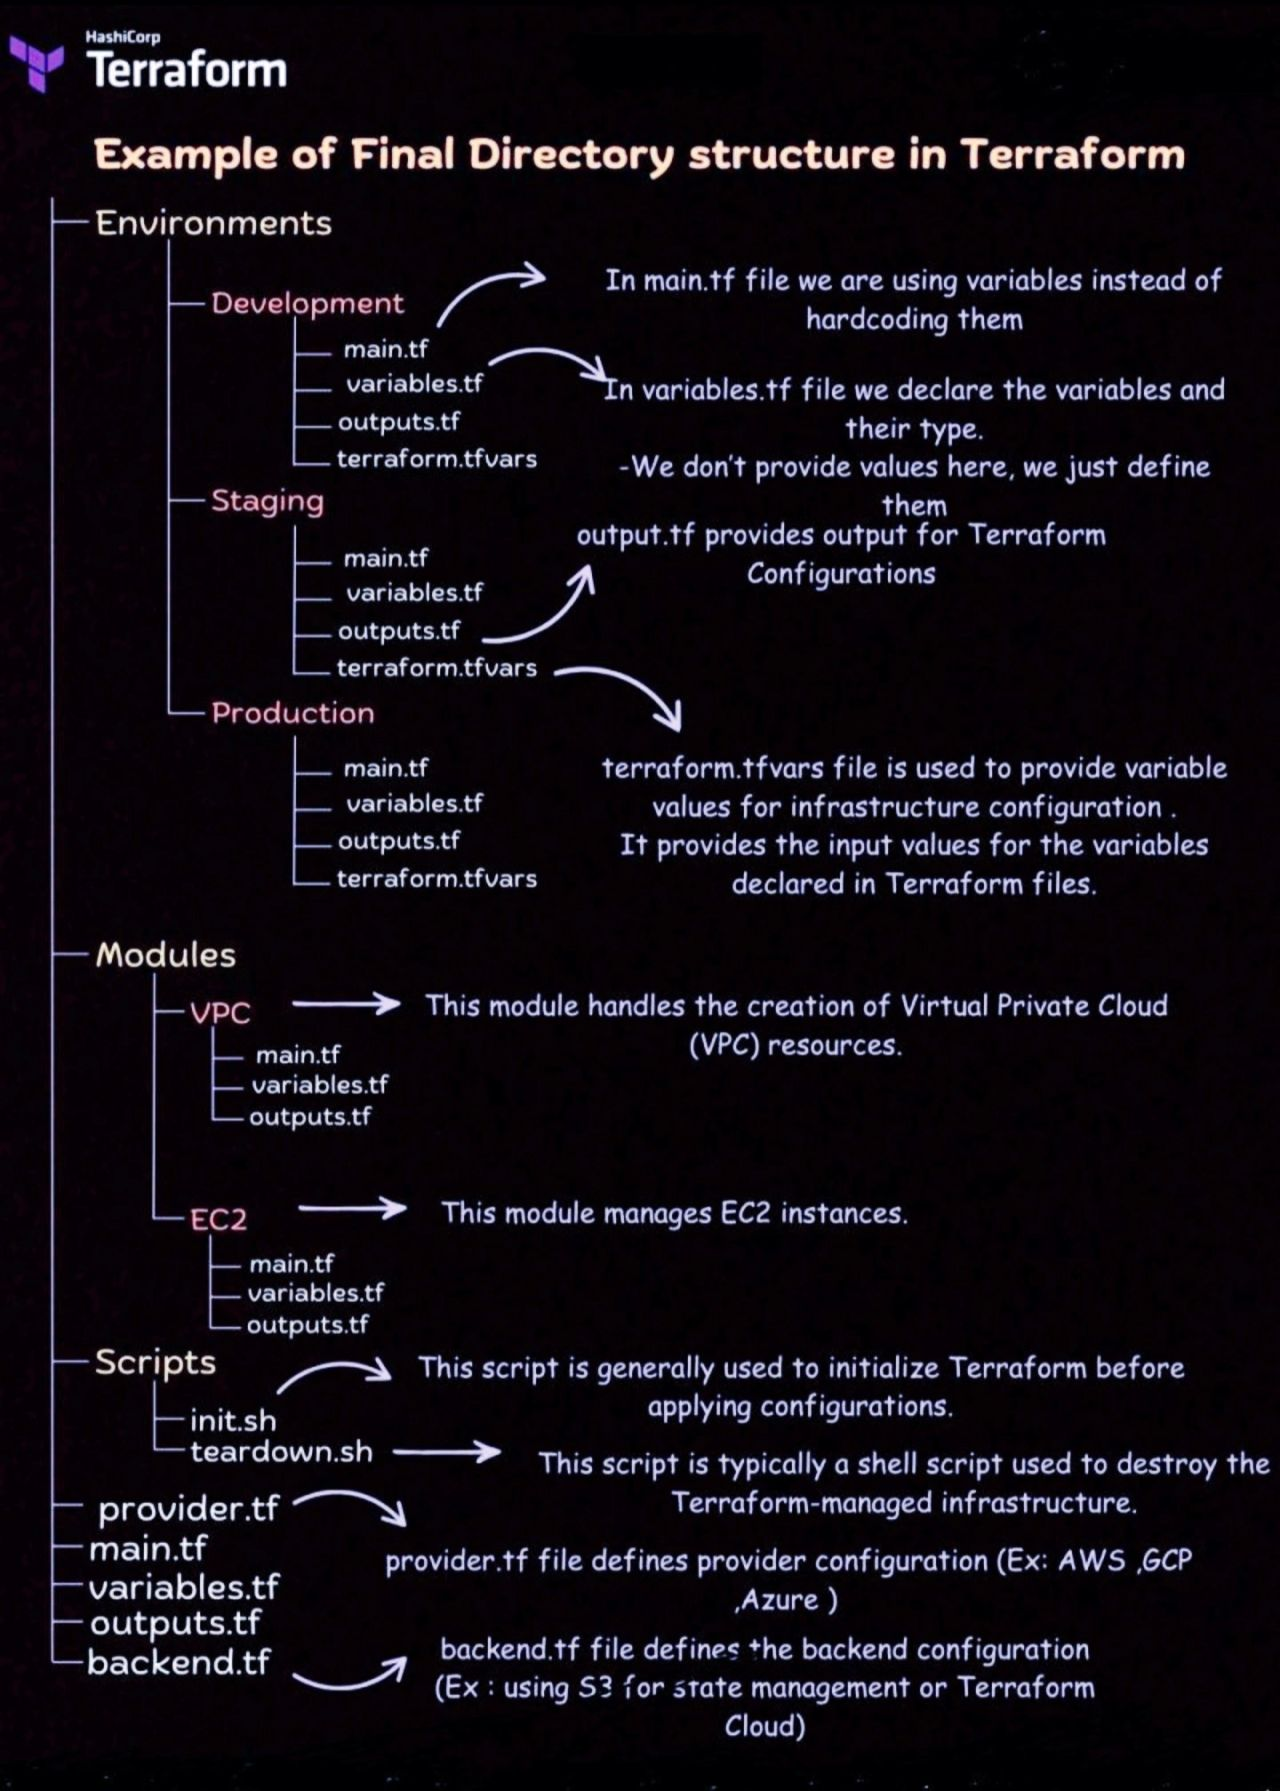 HashiCorp
Terraform
Example of Final Directory structure in Terraform
Environments
Development
main.tf
variables.tf
outputs.tf
terraform.tfvars
In main.tf file we are using variables instead of
hardcoding them
In variables.tf file we declare the variables and
their type.
-We don't provide values here, we just define
them
Staging
main.tf
variables.tf
outputs.tf
terraform.tfvars
output.tf provides output for Terraform
Configurations
Production
main.tf
variables.tf
outputs.tf
terraform.tfvars
terraform.tfvars file is used to provide variable
values for infrastructure configuration .
It provides the input values for the variables
declared in Terraform files.
Modules
VPC
This module handles the creation of Virtual Private Cloud
(VPC) resources.
main.tf
variables.tf
outputs.tf
EC2
This module manages EC2 instances.
main.tf
variables.tf
outputs.tf
Scripts
init.sh
This script is generally used to initialize Terraform before
applying configurations.
teardown.sh
This script is typically a shell script used to destroy the
Terraform-managed infrastructure.
provider.tf
main.tf
variables.tf
outputs.tf
backend.tf
provider.tf file defines provider configuration (Ex: AWS ,GCP
,Azure )
backend.tf file defines the backend configuration
(Ex : using S3 for state management or Terraform
Cloud)